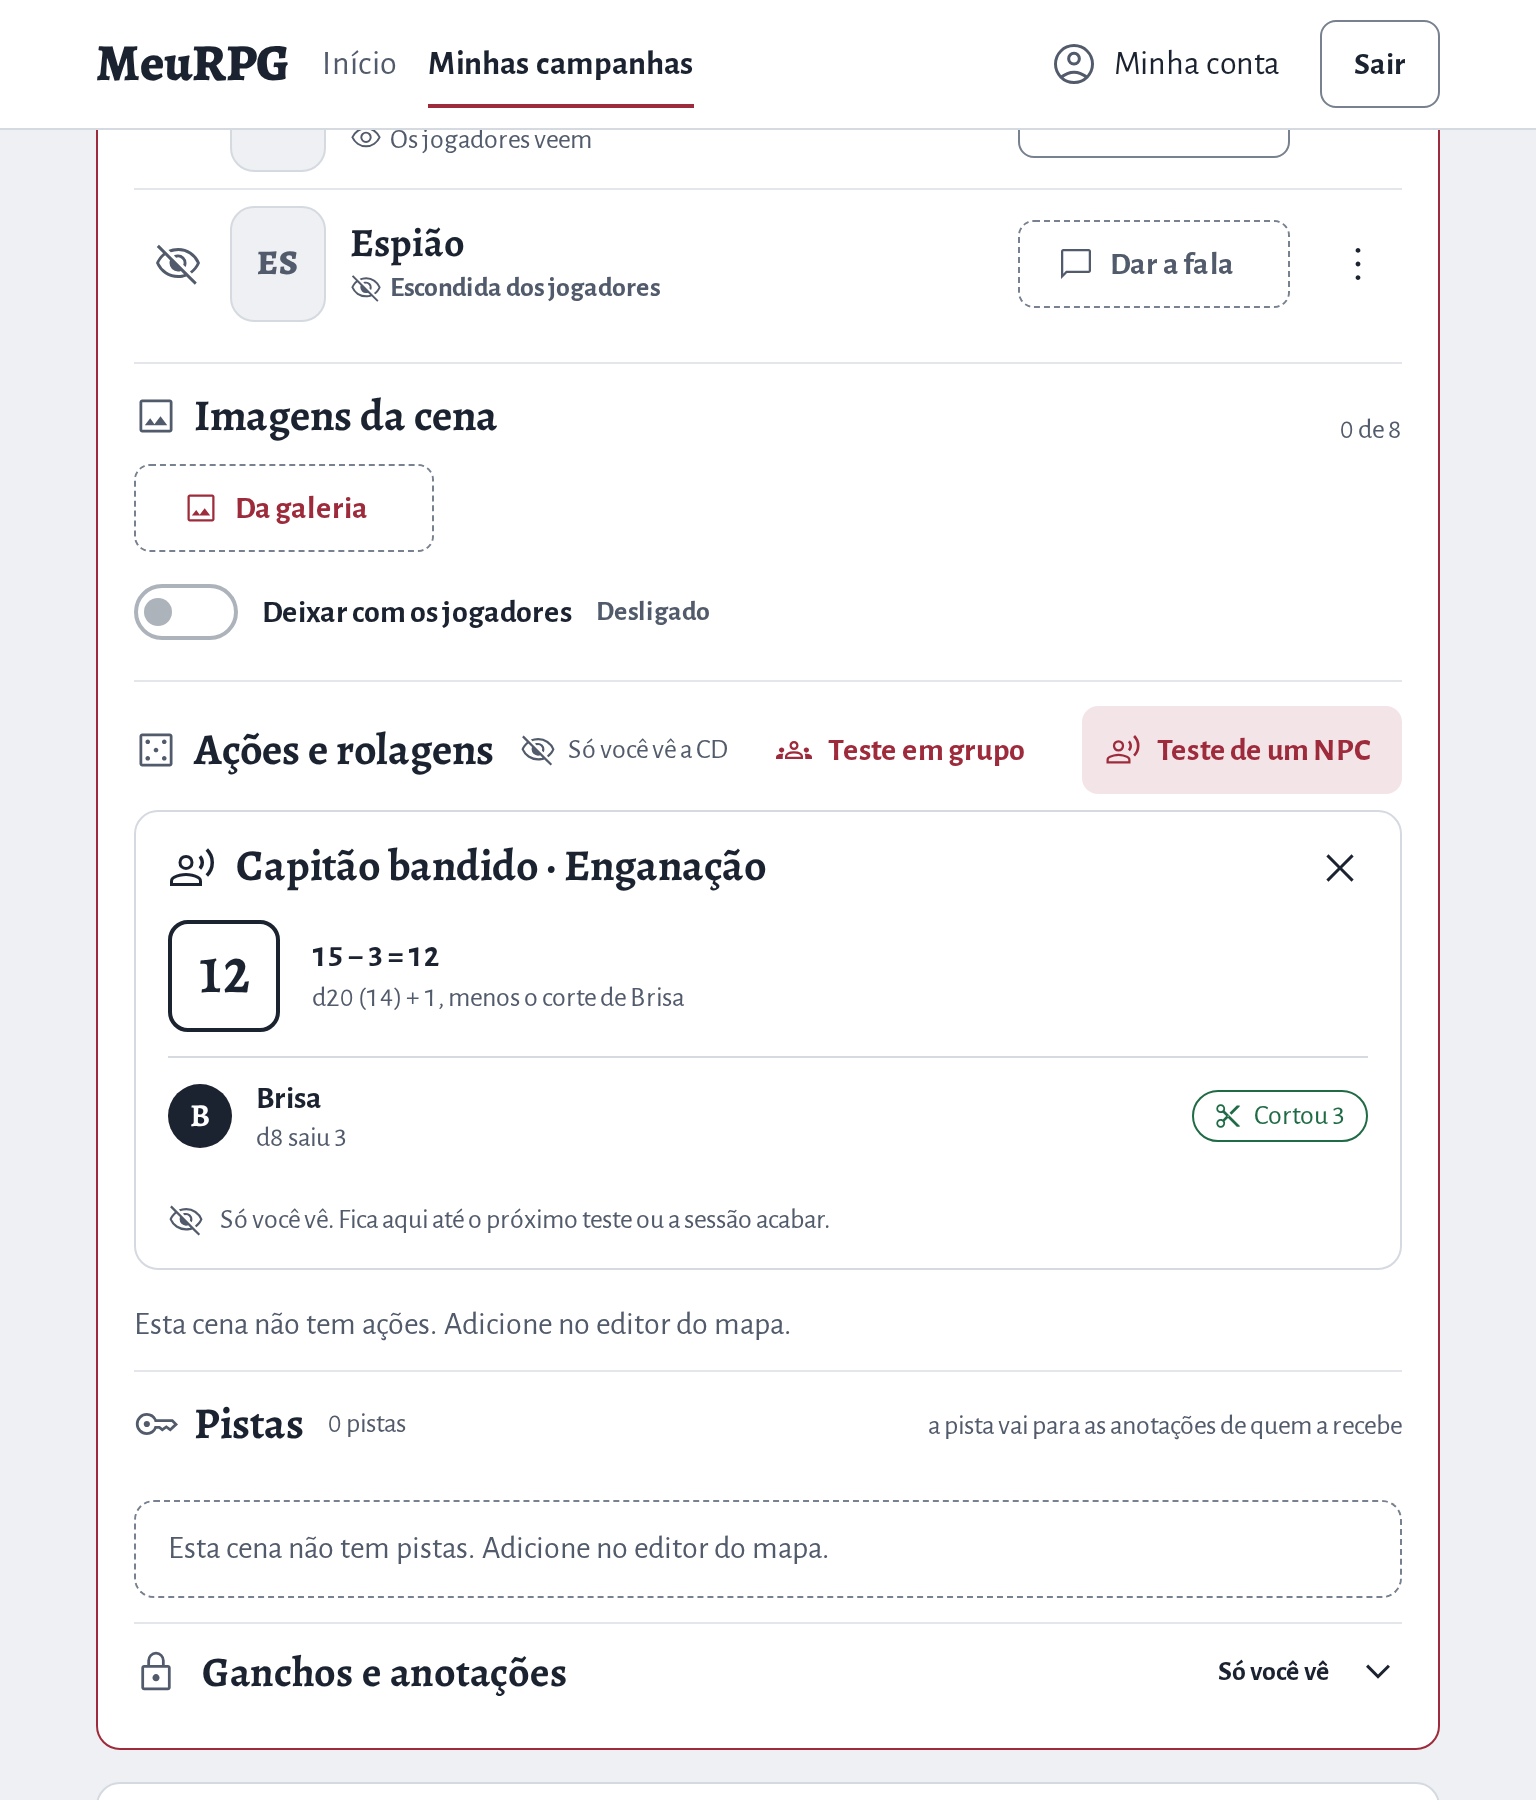 MeuRPG Início Minhas campanhas Minha conta Sair
Os jogadores veem
ES Espião Dar a fala
Escondida dos jogadores
Imagens da cena 0 de 8
Da galeria
Deixar com os jogadores Desligado
Ações e rolagens Só você vê a CD Teste em grupo Teste de um NPC
Capitão bandido · Enganação
12 15 – 3 = 12
d20 (14) + 1, menos o corte de Brisa
B Brisa Cortou 3
d8 saiu 3
Só você vê. Fica aqui até o próximo teste ou a sessão acabar.
Esta cena não tem ações. Adicione no editor do mapa.
Pistas 0 pistas a pista vai para as anotações de quem a recebe
Esta cena não tem pistas. Adicione no editor do mapa.
Ganchos e anotações Só você vê